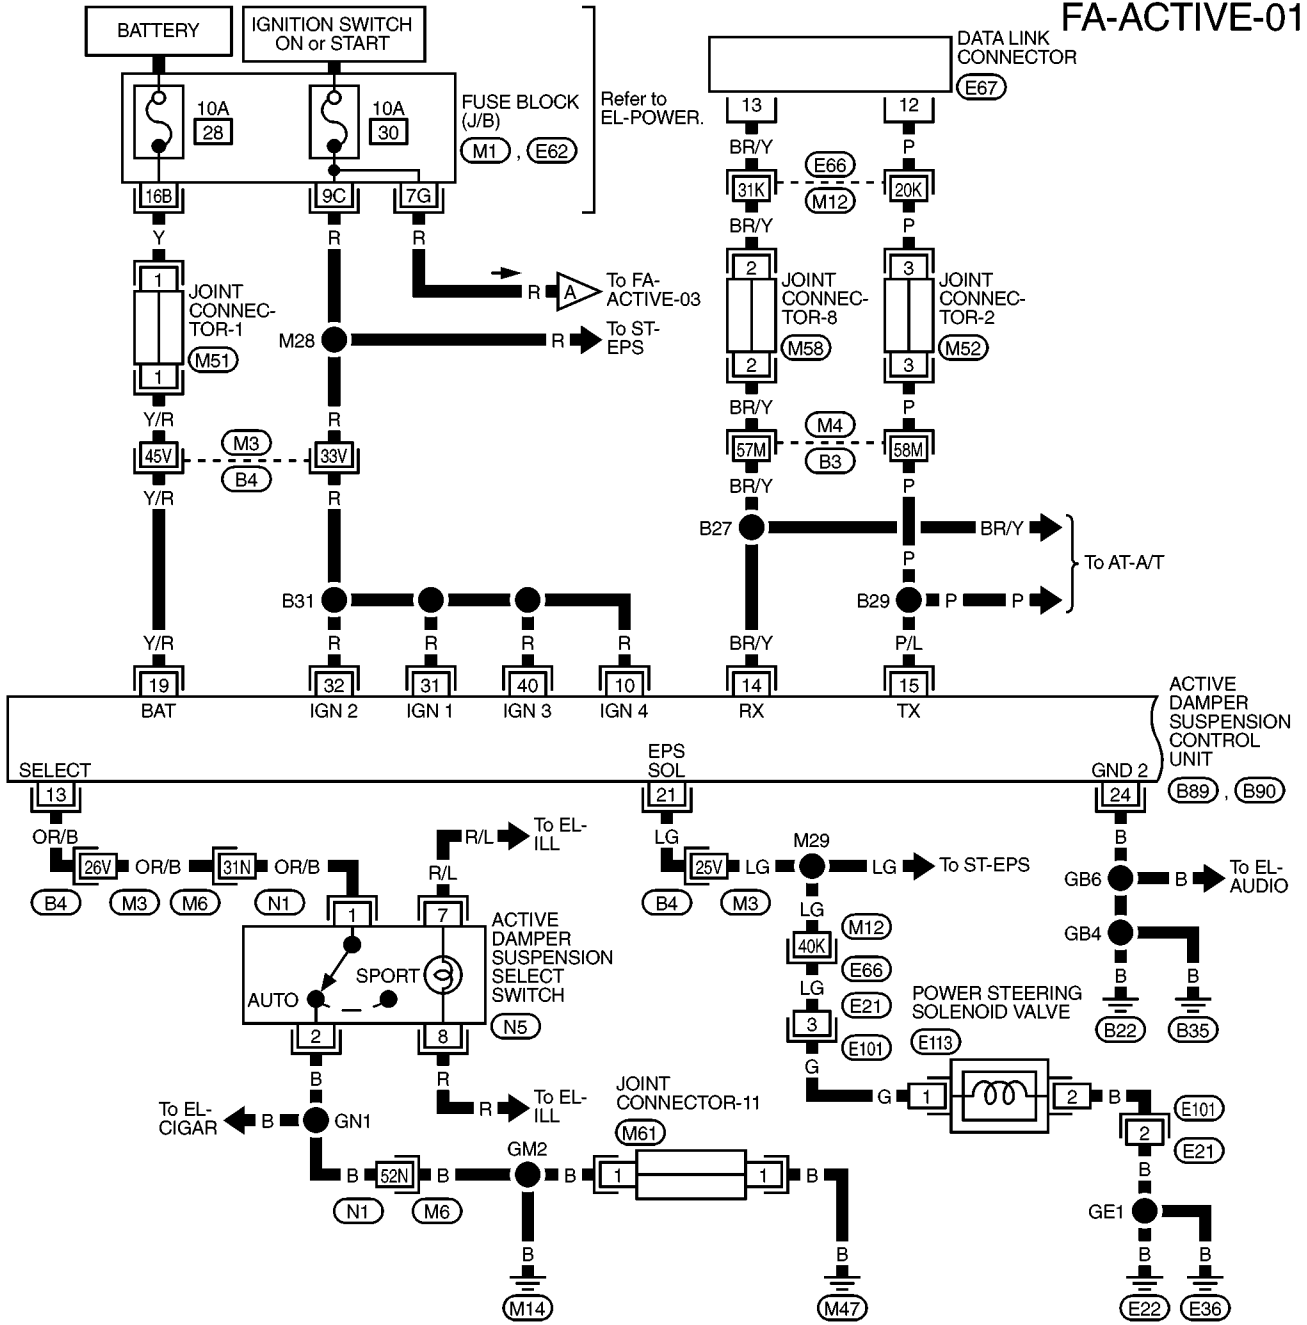 FA-ACTIVE-01
BATTERY
IGNITION SWITCH
ON or START
10A
28
10A
30
FUSE BLOCK
(J/B)
M1 , E62
Refer to
EL-POWER.
DATA LINK
CONNECTOR
E67
13
12
16B
9C
7G
BR/Y
P
31K
E66
M12
20K
Y
R
R
BR/Y
P
1
JOINT
CONNEC-
TOR-1
M51
1
R
A
To FA-
ACTIVE-03
M28
R
To ST-
EPS
2
JOINT
CONNEC-
TOR-8
M58
2
3
JOINT
CONNEC-
TOR-2
M52
3
Y/R
R
BR/Y
P
45V
M3
B4
33V
57M
M4
B3
58M
Y/R
R
BR/Y
P
B27
BR/Y
P
To AT-A/T
B31
B29
P
P
Y/R
R
R
R
R
BR/Y
P/L
19
32
31
40
10
14
15
BAT
IGN 2
IGN 1
IGN 3
IGN 4
RX
TX
ACTIVE
DAMPER
SUSPENSION
CONTROL
UNIT
B89 , B90
SELECT
EPS
SOL
GND 2
13
21
24
OR/B
26V
OR/B
31N
OR/B
B4
M3
M6
N1
R/L
To EL-
ILL
R/L
LG
25V
LG
B4
M3
M29
LG
To ST-EPS
B
GB6
B
To EL-
AUDIO
GB4
B
B
B22
B35
1
7
ACTIVE
DAMPER
SUSPENSION
SELECT
SWITCH
N5
AUTO
SPORT
2
8
LG
M12
40K
E66
LG
E21
3
E101
G
G
POWER STEERING
SOLENOID VALVE
E113
1
2
B
E101
2
E21
B
GE1
B
B
E22
E36
B
R
R
To EL-
ILL
To EL-
CIGAR
B
GN1
B
52N
B
N1
M6
GM2
B
JOINT
CONNECTOR-11
M61
1
1
B
B
B
M14
M47